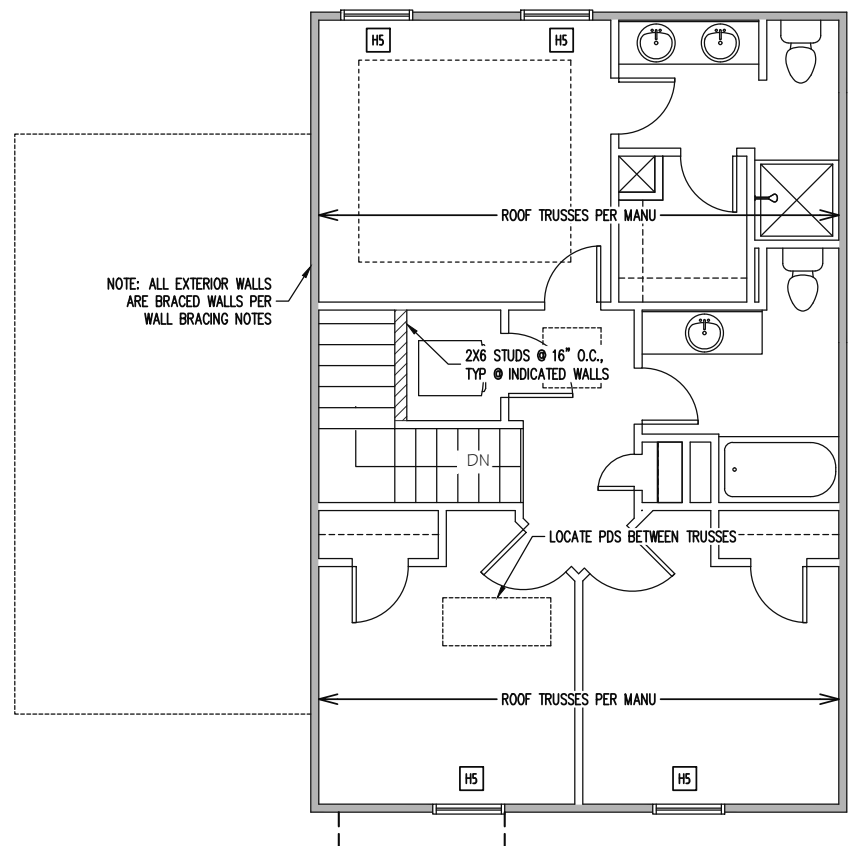 H5
H5
ROOF TRUSSES PER MANU
NOTE: ALL EXTERIOR WALLS
ARE BRACED WALLS PER
WALL BRACING NOTES
2X6 STUDS @ 16" O.C.,
TYP @ INDICATED WALLS
DN
LOCATE PDS BETWEEN TRUSSES
ROOF TRUSSES PER MANU
H5
H5